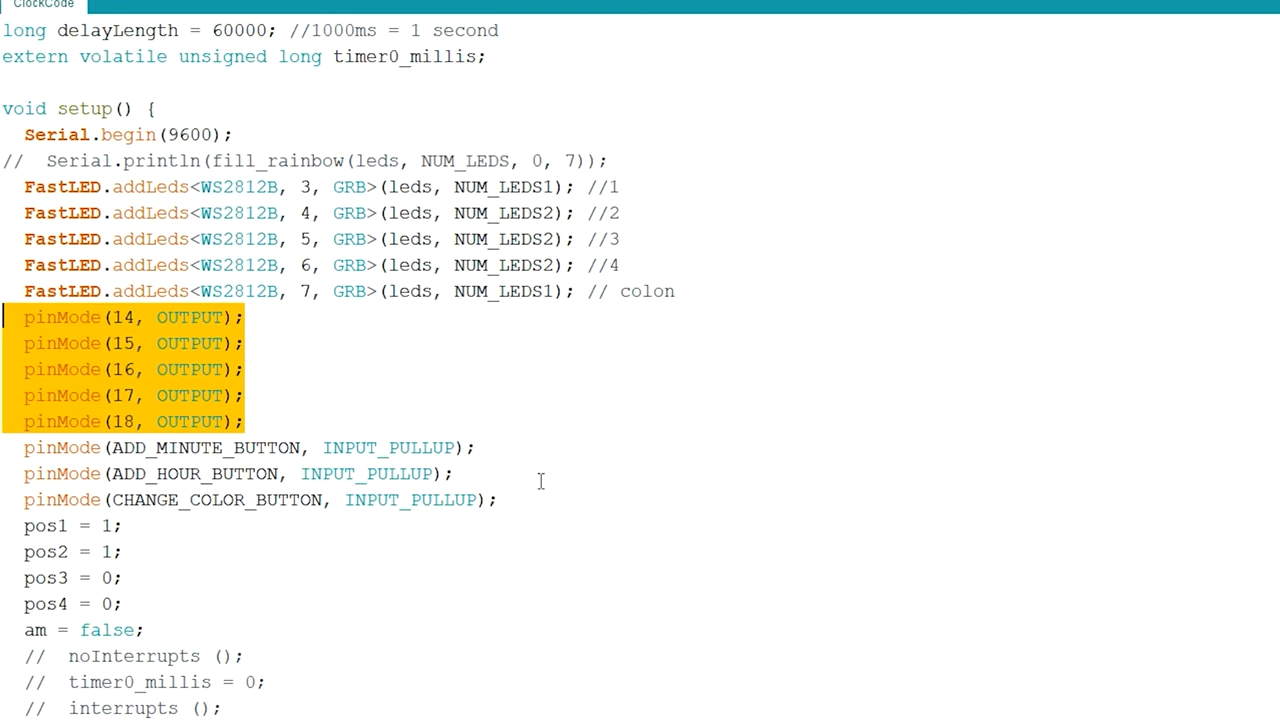 ClockCode
long delayLength = 60000; //1000ms = 1 second
extern volatile unsigned long timer0_millis;
void setup() {
Serial.begin(9600);
//  Serial.println(fill_rainbow(leds, NUM_LEDS, 0, 7));
FastLED.addLeds<WS2812B, 3, GRB>(leds, NUM_LEDS1); //1
FastLED.addLeds<WS2812B, 4, GRB>(leds, NUM_LEDS2); //2
FastLED.addLeds<WS2812B, 5, GRB>(leds, NUM_LEDS2); //3
FastLED.addLeds<WS2812B, 6, GRB>(leds, NUM_LEDS2); //4
FastLED.addLeds<WS2812B, 7, GRB>(leds, NUM_LEDS1); // colon
pinMode(14, OUTPUT);
pinMode(15, OUTPUT);
pinMode(16, OUTPUT);
pinMode(17, OUTPUT);
pinMode(18, OUTPUT);
pinMode(ADD_MINUTE_BUTTON, INPUT_PULLUP);
pinMode(ADD_HOUR_BUTTON, INPUT_PULLUP);
pinMode(CHANGE_COLOR_BUTTON, INPUT_PULLUP);
pos1 = 1;
pos2 = 1;
pos3 = 0;
pos4 = 0;
am = false;
//  noInterrupts ();
//  timer0_millis = 0;
//  interrupts ();